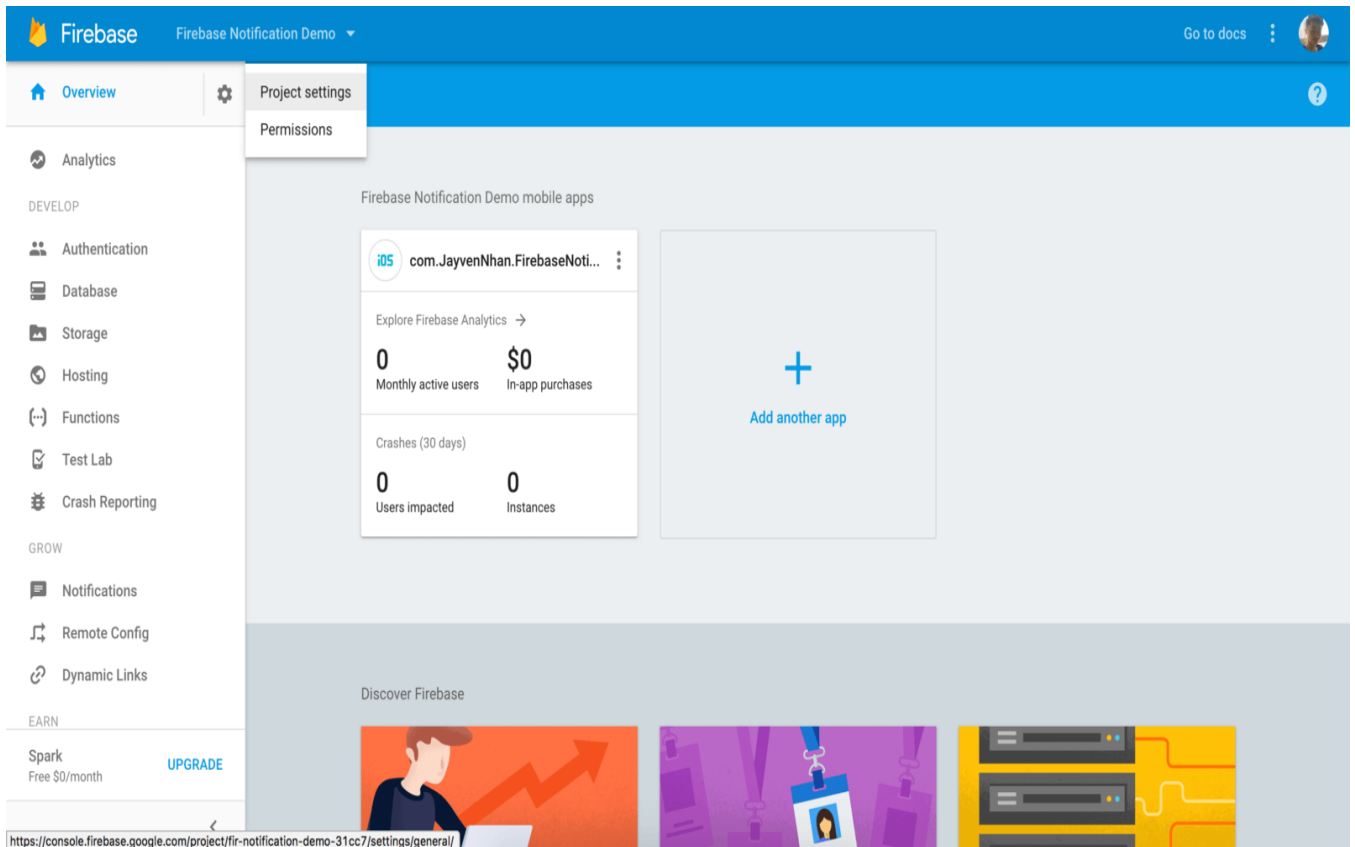 Firebase
Firebase Notification Demo
Go to docs
Overview
Project settings
Permissions
Analytics
DEVELOP
Authentication
Database
Storage
Hosting
Functions
Test Lab
Crash Reporting
GROW
Notifications
Remote Config
Dynamic Links
EARN
Spark
Free $0/month
UPGRADE
Firebase Notification Demo mobile apps
iOS com.JayvenNhan.FirebaseNoti...
Explore Firebase Analytics →
0 $0
Monthly active users In-app purchases
Crashes (30 days)
0 0
Users impacted Instances
Add another app
Discover Firebase
https://console.firebase.google.com/project/fir-notification-demo-31cc7/settings/general/